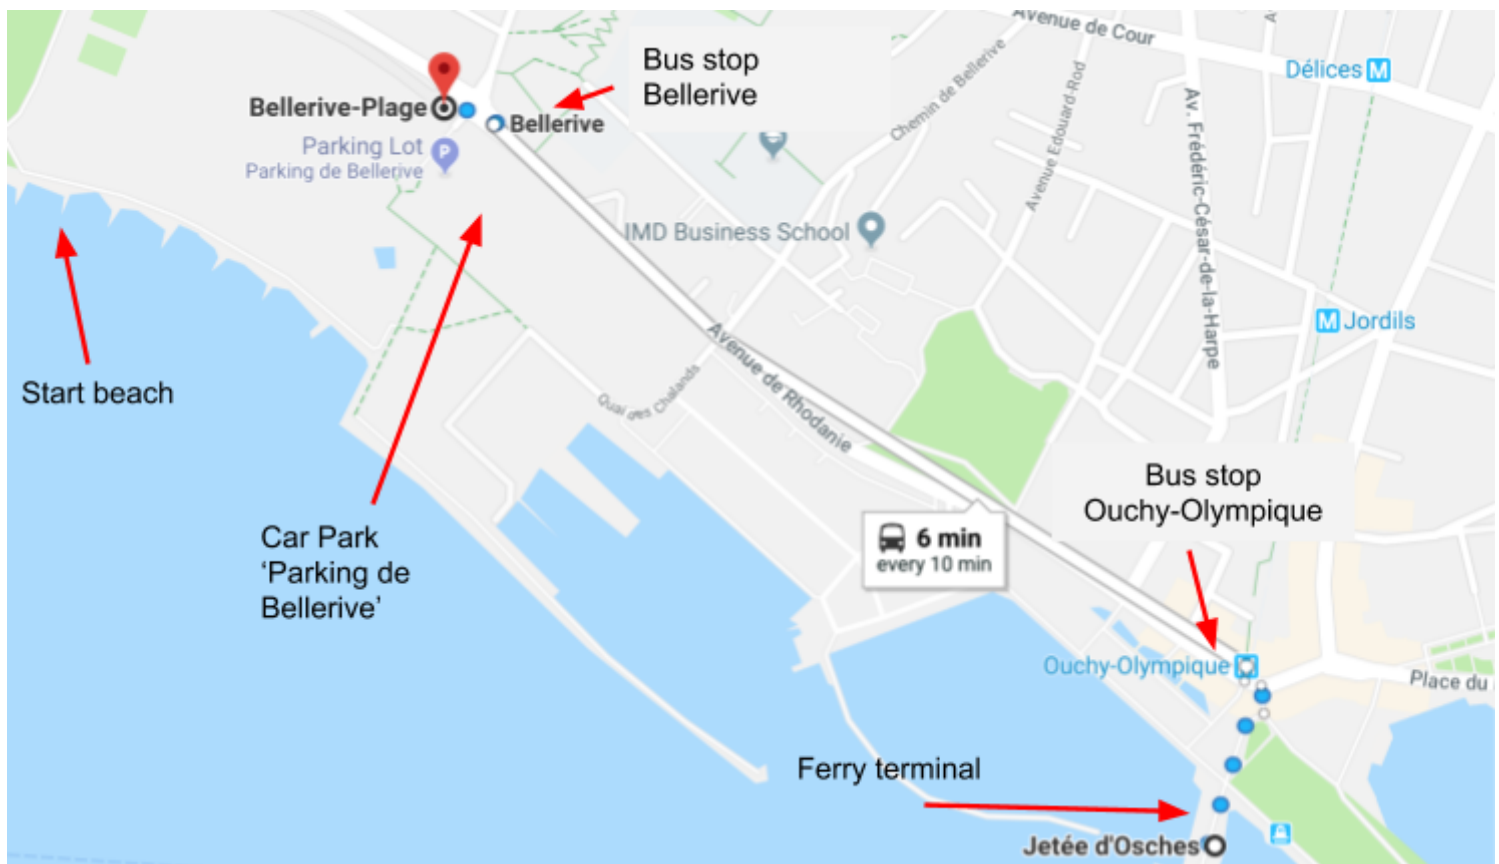 Avenue de Cour
Bus stop
Bellerive
Délices M
Bellerive-Plage
Bellerive
Chemin de Bellerive
Avenue Edouard-Rod
Av. Frédéric-César-de-la-Harpe
Parking Lot
Parking de Bellerive
P
IMD Business School
M Jordils
Start beach
Avenue de Rhodanie
Quai des Chalands
Bus stop
Ouchy-Olympique
Car Park
‘Parking de
Bellerive’
6 min
every 10 min
Ouchy-Olympique
Place du
Ferry terminal
Jetée d'Osches